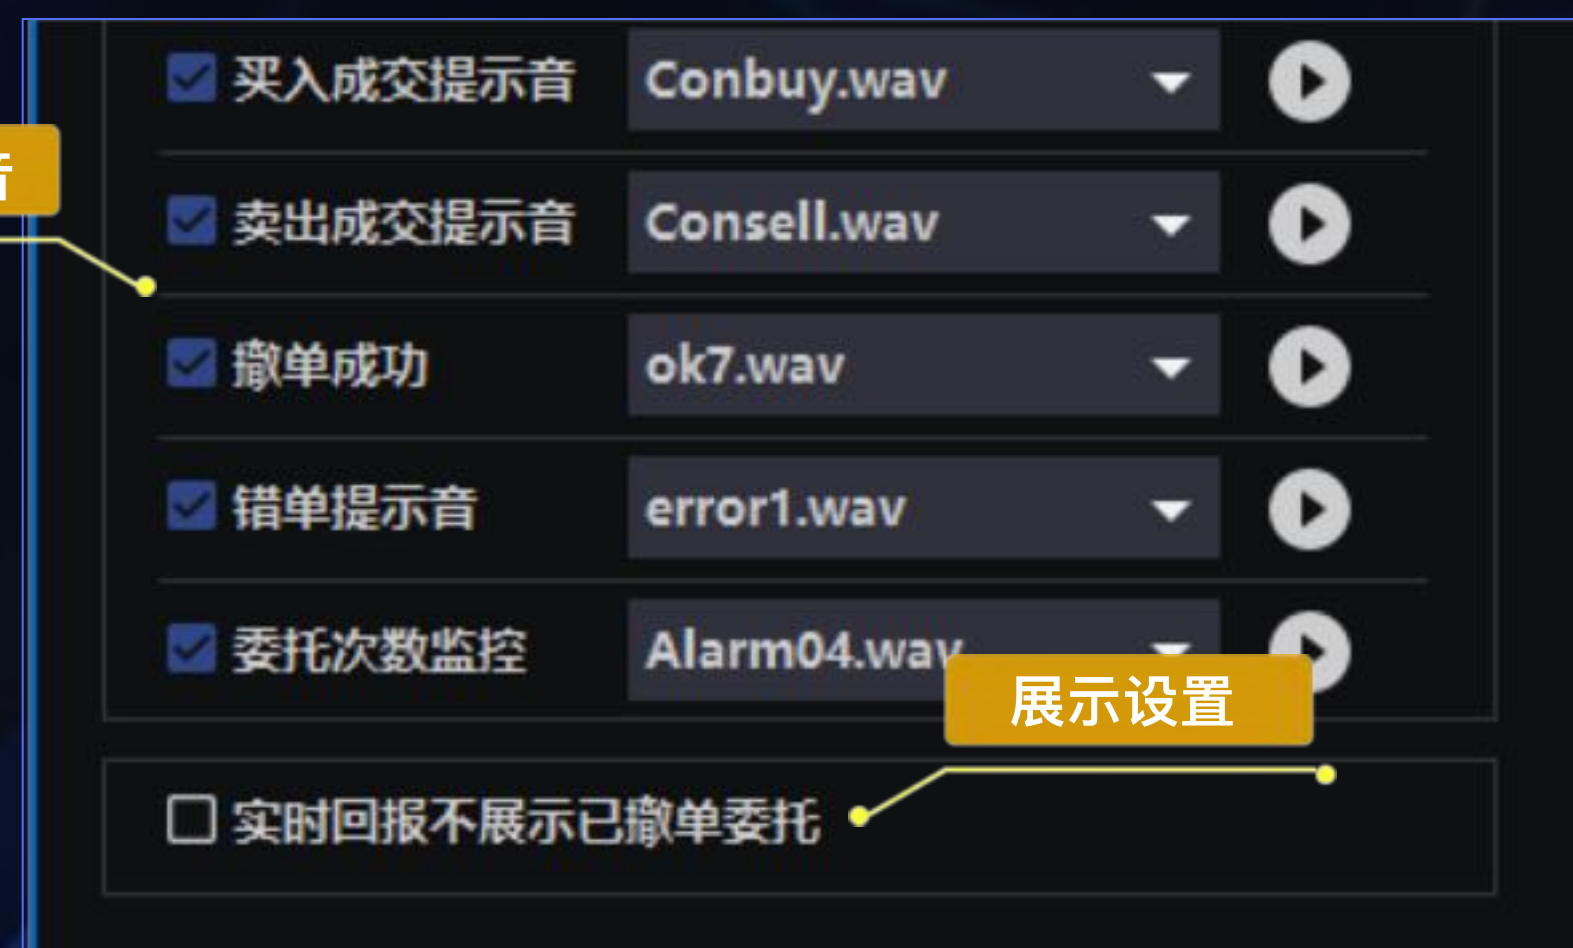 买入成交提示音 Conbuy.wav
音
卖出成交提示音 Consell.wav
撤单成功 ok7.wav
错单提示音 error1.wav
委托次数监控 Alarm04.wav
展示设置
实时回报不展示已撤单委托